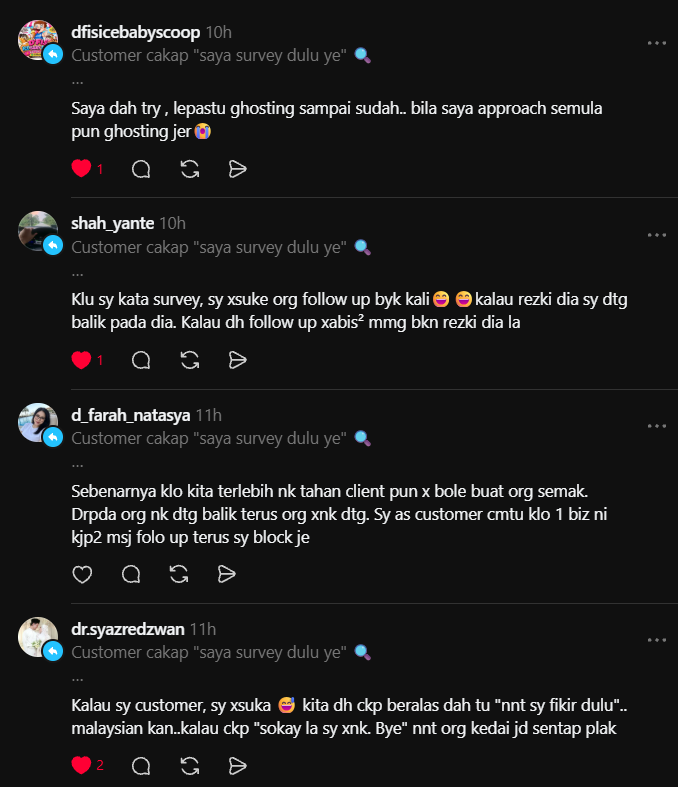 dfisicebabyscoop 10h
Customer cakap "saya survey dulu ye" 🔍
...
Saya dah try , lepastu ghosting sampai sudah.. bila saya approach semula
pun ghosting jer😭
1
shah_yante 10h
Customer cakap "saya survey dulu ye" 🔍
...
Klu sy kata survey, sy xsuke org follow up byk kali😄😄kalau rezki dia sy dtg
balik pada dia. Kalau dh follow up xabis² mmg bkn rezki dia la
1
d_farah_natasya 11h
Customer cakap "saya survey dulu ye" 🔍
...
Sebenarnya klo kita terlebih nk tahan client pun x bole buat org semak.
Drpda org nk dtg balik terus org xnk dtg. Sy as customer cmtu klo 1 biz ni
kjp2 msj folo up terus sy block je
dr.syazredzwan 11h
Customer cakap "saya survey dulu ye" 🔍
...
Kalau sy customer, sy xsuka 😅 kita dh ckp beralas dah tu "nnt sy fikir dulu"..
malaysian kan..kalau ckp "sokay la sy xnk. Bye" nnt org kedai jd sentap plak
2